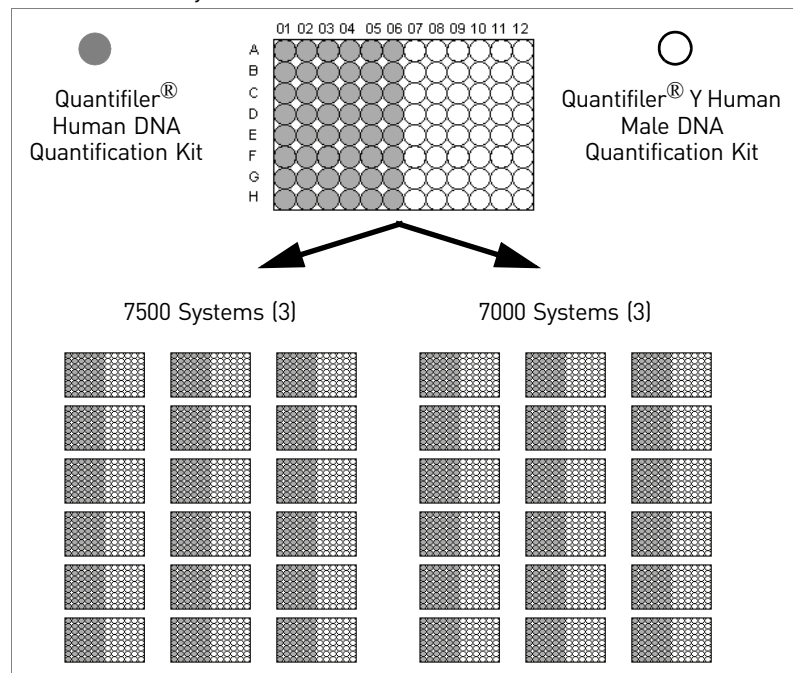 01 02 03 04 05 06 07 08 09 10 11 12
A
B
C
D
E
F
G
H
Quantifiler®
Human DNA
Quantification Kit
Quantifiler® Y Human
Male DNA
Quantification Kit
7500 Systems (3)
7000 Systems (3)